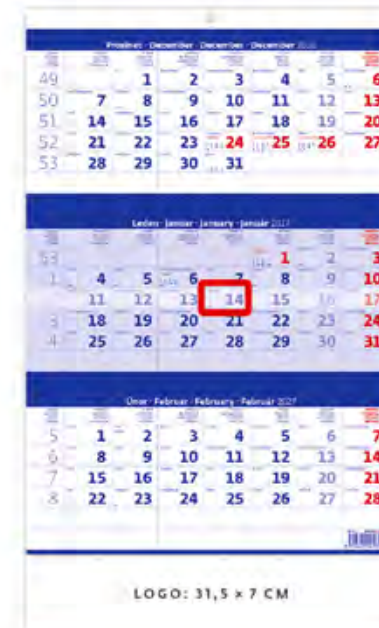 Prosinec · Dezember · December · December 2026
49 1 2 3 4 5 6
50 7 8 9 10 11 12 13
51 14 15 16 17 18 19 20
52 21 22 23 24 25 26 27
53 28 29 30 31
Leden · Januar · January · Január 2027
53 1 2 3
1 4 5 6 7 8 9 10
11 12 13 14 15 16 17
3 18 19 20 21 22 23 24
4 25 26 27 28 29 30 31
Únor · Februar · February · Február 2027
5 1 2 3 4 5 6 7
6 8 9 10 11 12 13 14
7 15 16 17 18 19 20 21
8 22 23 24 25 26 27 28
LOGO: 31,5 × 7 CM